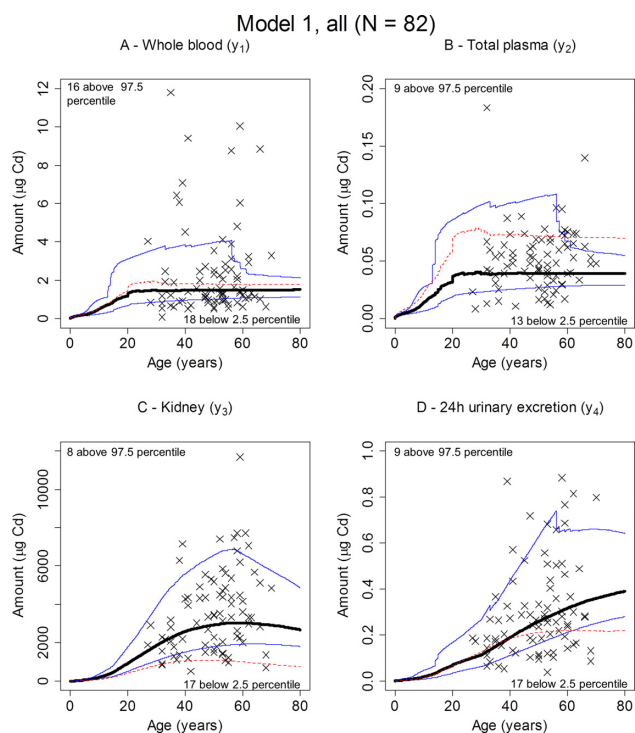 Model 1, all (N = 82)
A - Whole blood (y1)
16 above 97.5
percentile
18 below 2.5 percentile
Amount (μg Cd)
0 2 4 6 8 10 12
0 20 40 60 80
Age (years)
B - Total plasma (y2)
9 above 97.5 percentile
13 below 2.5 percentile
Amount (μg Cd)
0.00 0.05 0.10 0.15 0.20
0 20 40 60 80
Age (years)
C - Kidney (y3)
8 above 97.5 percentile
17 below 2.5 percentile
Amount (μg Cd)
0 2000 6000 10000
0 20 40 60 80
Age (years)
D - 24h urinary excretion (y4)
9 above 97.5 percentile
17 below 2.5 percentile
Amount (μg Cd)
0.0 0.2 0.4 0.6 0.8 1.0
0 20 40 60 80
Age (years)